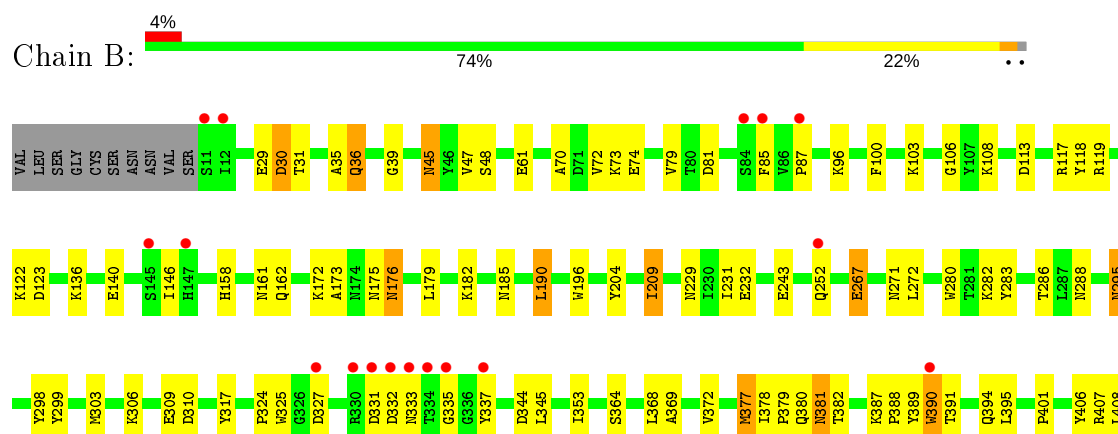 4%
Chain B:
74% 22% • •
VAL LEU SER GLY CYS SER ASN ASN VAL SER S11 I12 E29 D30 T31 A35 Q36 G39 N45 Y46 V47 S48 E61 A70 D71 V72 K73 E74 V79 T80 D81 S84 F85 V86 P87 K96 F100 K103 G106 Y107 K108 D113 R117 Y118 R119
K122 D123 K136 E140 S145 I146 H147 H158 N161 Q162 K172 A173 N174 N175 N176 L179 K182 N185 L190 W196 Y204 I209 N229 I230 I231 E232 E243 Q252 E267 N271 L272 W280 T281 K282 Y283 T286 L287 N288 N295
Y298 Y299 M303 K306 E309 D310 Y317 P324 W325 G326 D327 R330 D331 D332 N333 T334 G335 G336 Y337 D344 L345 I353 S364 L368 A369 V372 M377 I378 P379 Q380 N381 T382 K387 P388 Y389 W390 T391 Q394 L395 P401 Y406 R407